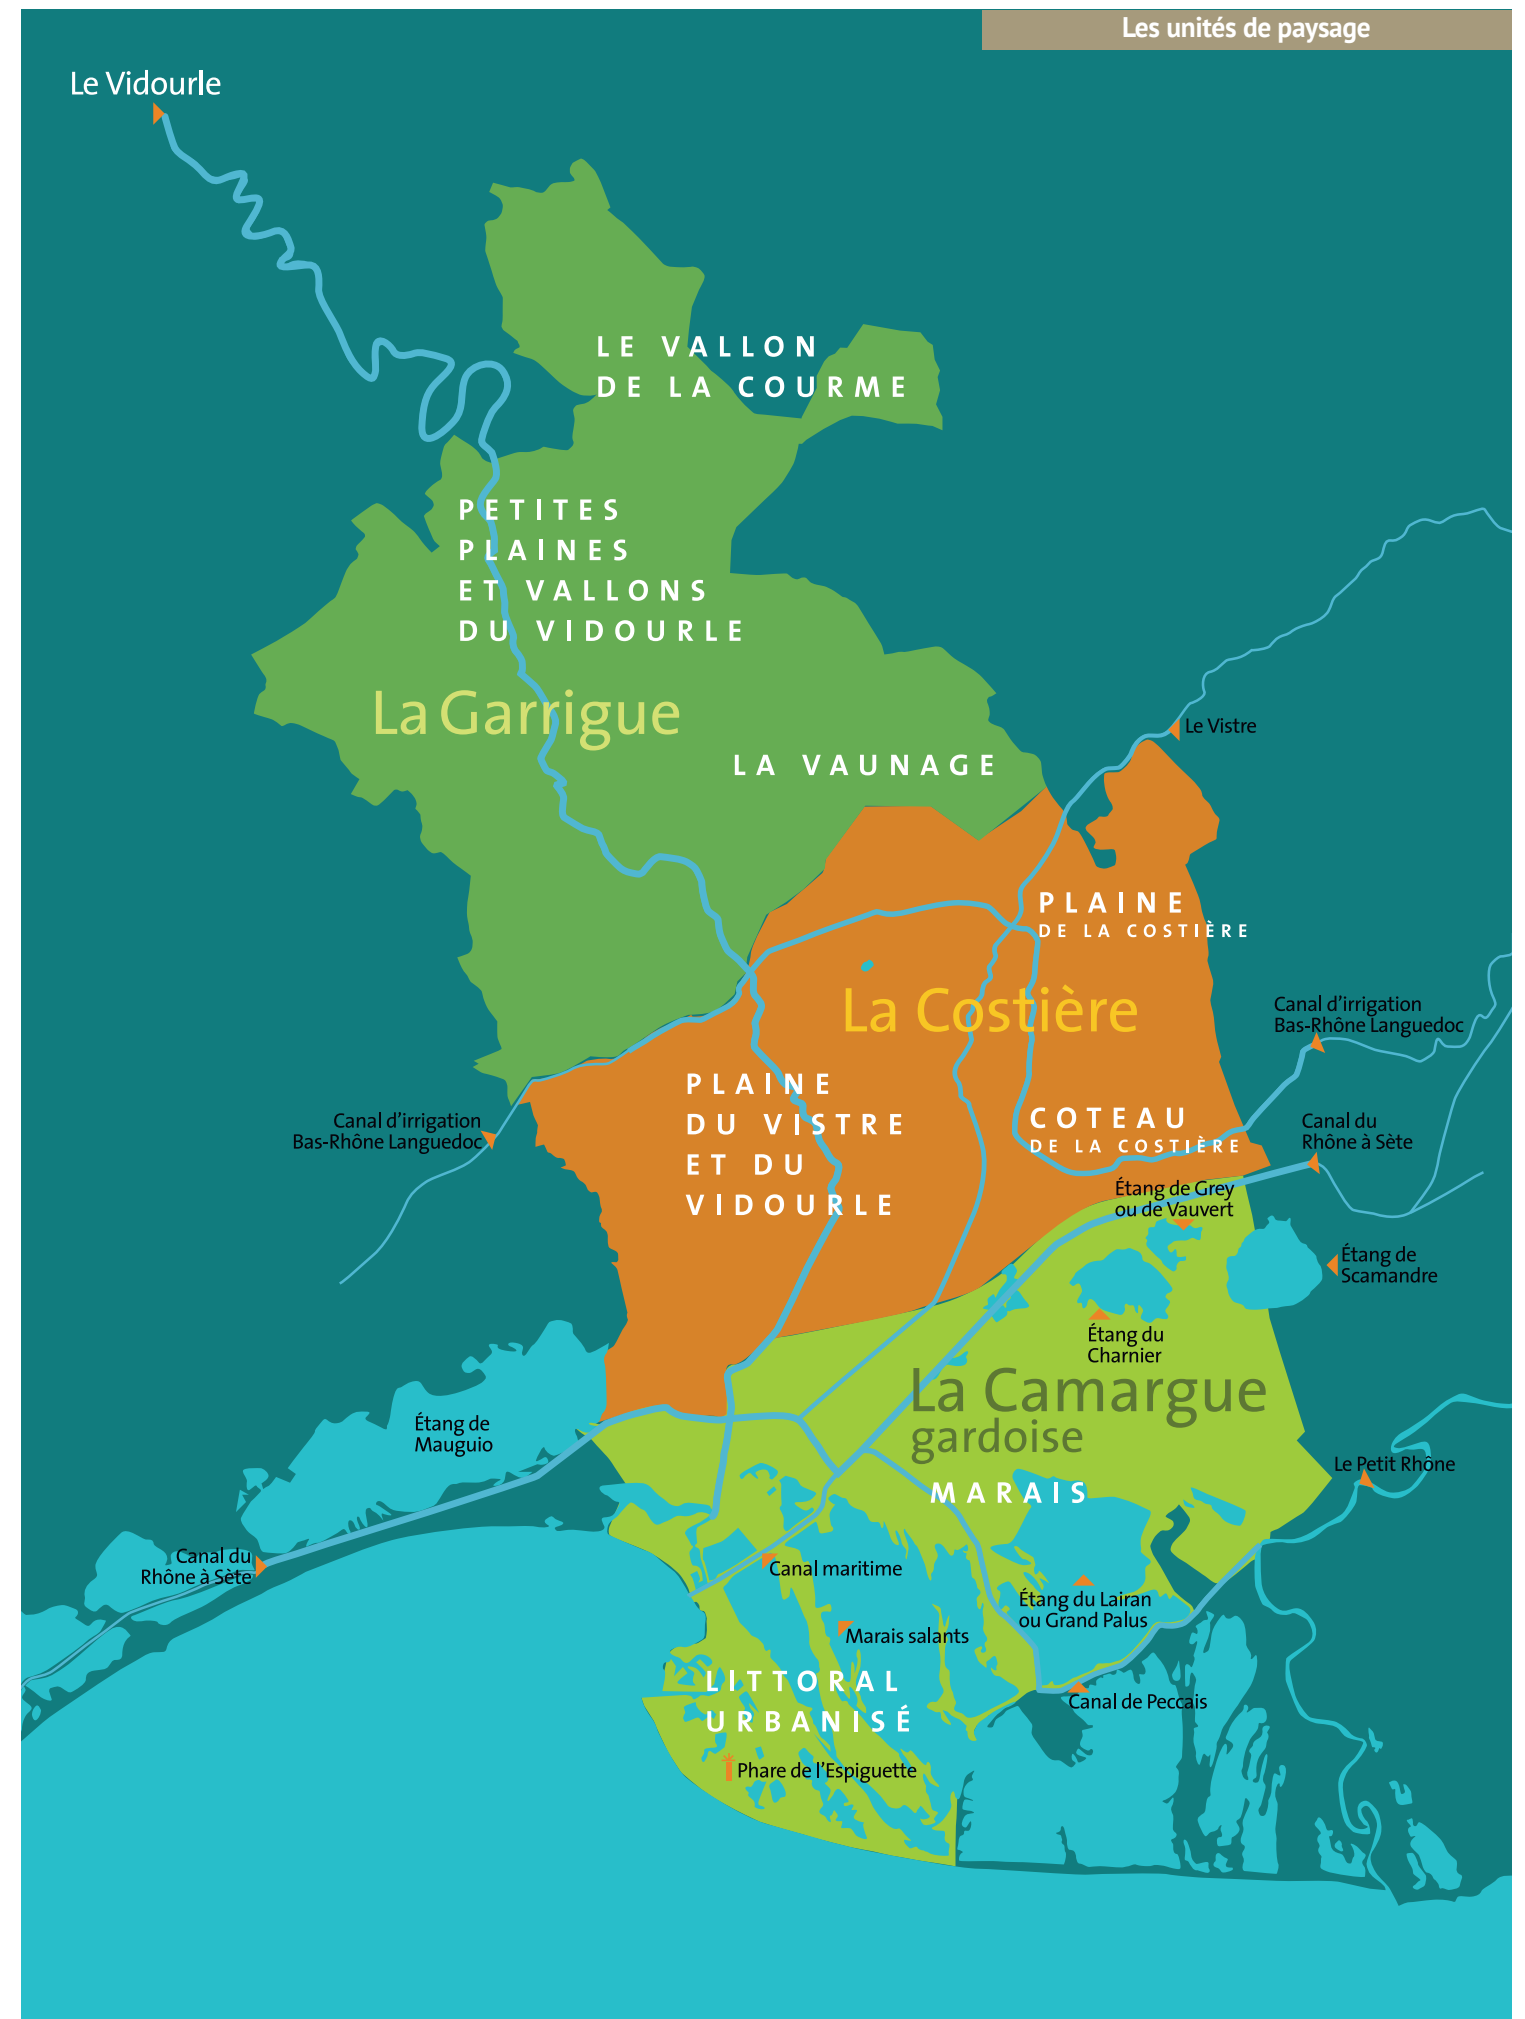 Les unités de paysage
Le Vidourle
LE VALLON
DE LA COURME
PETITES
PLAINES
ET VALLONS
DU VIDOURLE
La Garrigue
Le Vistre
LA VAUNAGE
PLAINE
DE LA COSTIÈRE
La Costière
Canal d'irrigation
Bas-Rhône Languedoc
PLAINE
DU VISTRE
ET DU
VIDOURLE
COTEAU
DE LA COSTIÈRE
Canal d'irrigation
Bas-Rhône Languedoc
Canal du
Rhône à Sète
Étang de Grey
ou de Vauvert
Étang de
Scamandre
Étang du
Charnier
La Camargue
gardoise
Étang de
Mauguio
Le Petit Rhône
MARAIS
Canal du
Rhône à Sète
Canal maritime
Étang du Lairan
ou Grand Palus
Marais salants
LITTORAL
URBANISÉ
Canal de Peccais
Phare de l'Espiguette